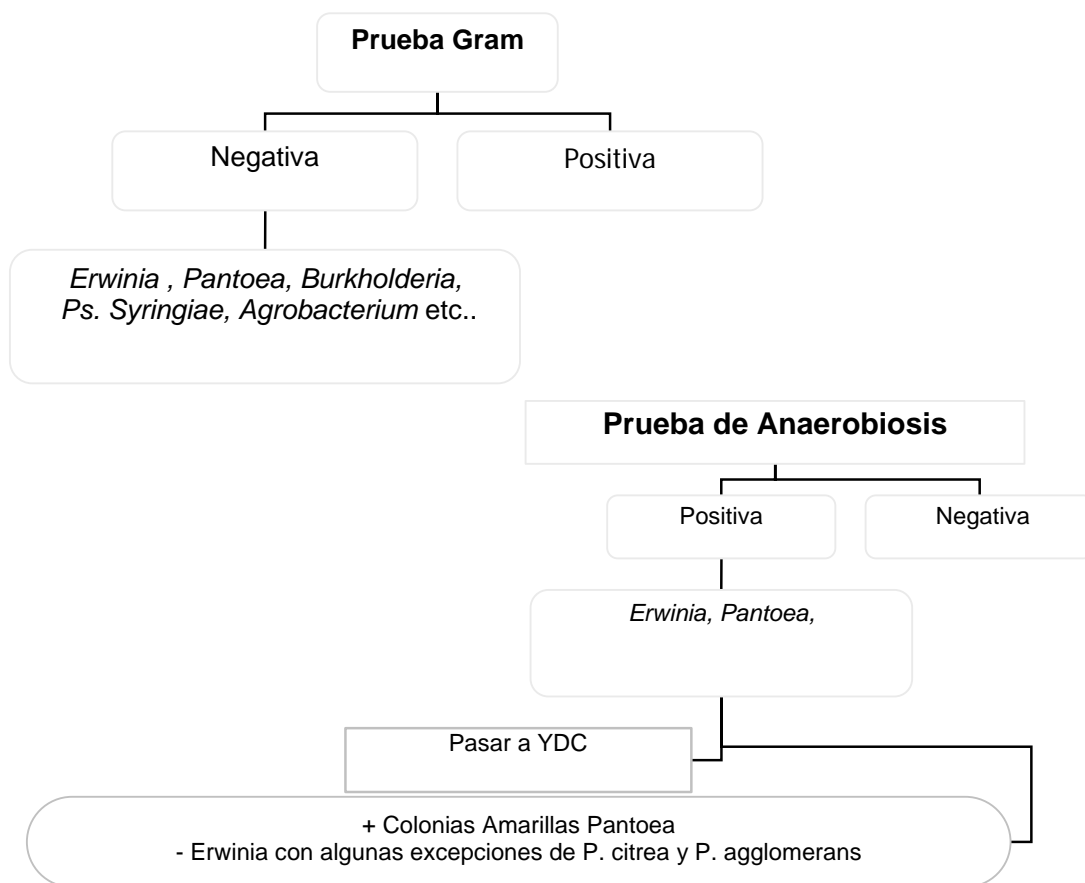 Prueba Gram
Negativa
Positiva
Erwinia , Pantoea, Burkholderia,
Ps. Syringiae, Agrobacterium etc..
Prueba de Anaerobiosis
Positiva
Negativa
Erwinia, Pantoea,
Pasar a YDC
+ Colonias Amarillas Pantoea
- Erwinia con algunas excepciones de P. citrea y P. agglomerans